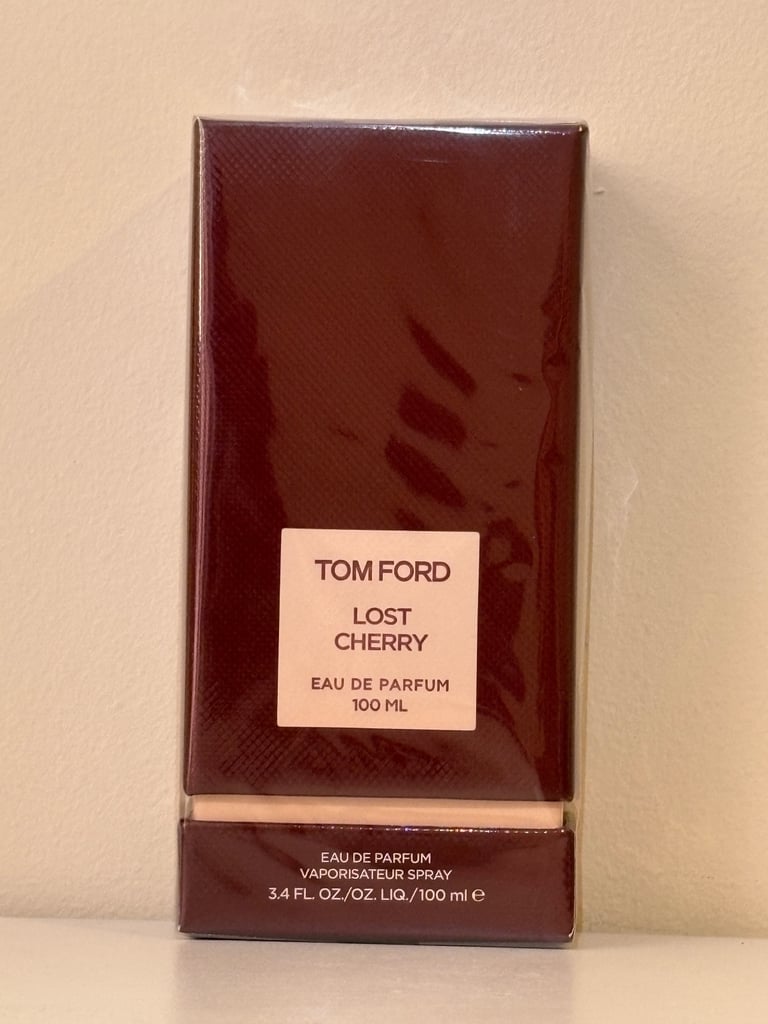 TOM FORD
LOST
CHERRY
EAU DE PARFUM
100 ML
EAU DE PARFUM
VAPORISATEUR SPRAY
3.4 FL. OZ./OZ. LIQ./100 ml ℮